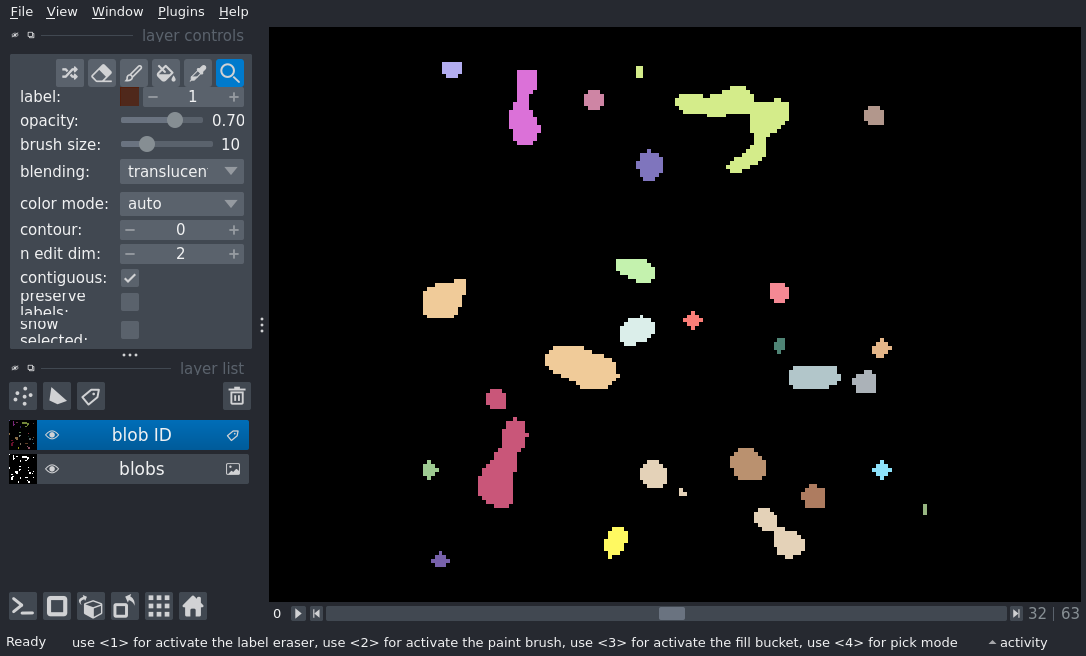 File View Window Plugins Help
layer controls
label: 1
opacity: 0.70
brush size: 10
blending: translucen
color mode: auto
contour: 0
n edit dim: 2
contiguous:
preserve
labels:
show
selected:
layer list
blob ID
blobs
0 32 63
Ready use <1> for activate the label eraser, use <2> for activate the paint brush, use <3> for activate the fill bucket, use <4> for pick mode activity